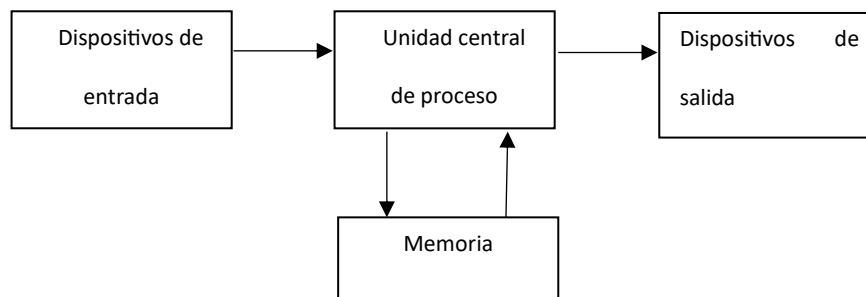 Dispositivos de
entrada
Unidad central
de proceso
Dispositivos de
salida
Memoria